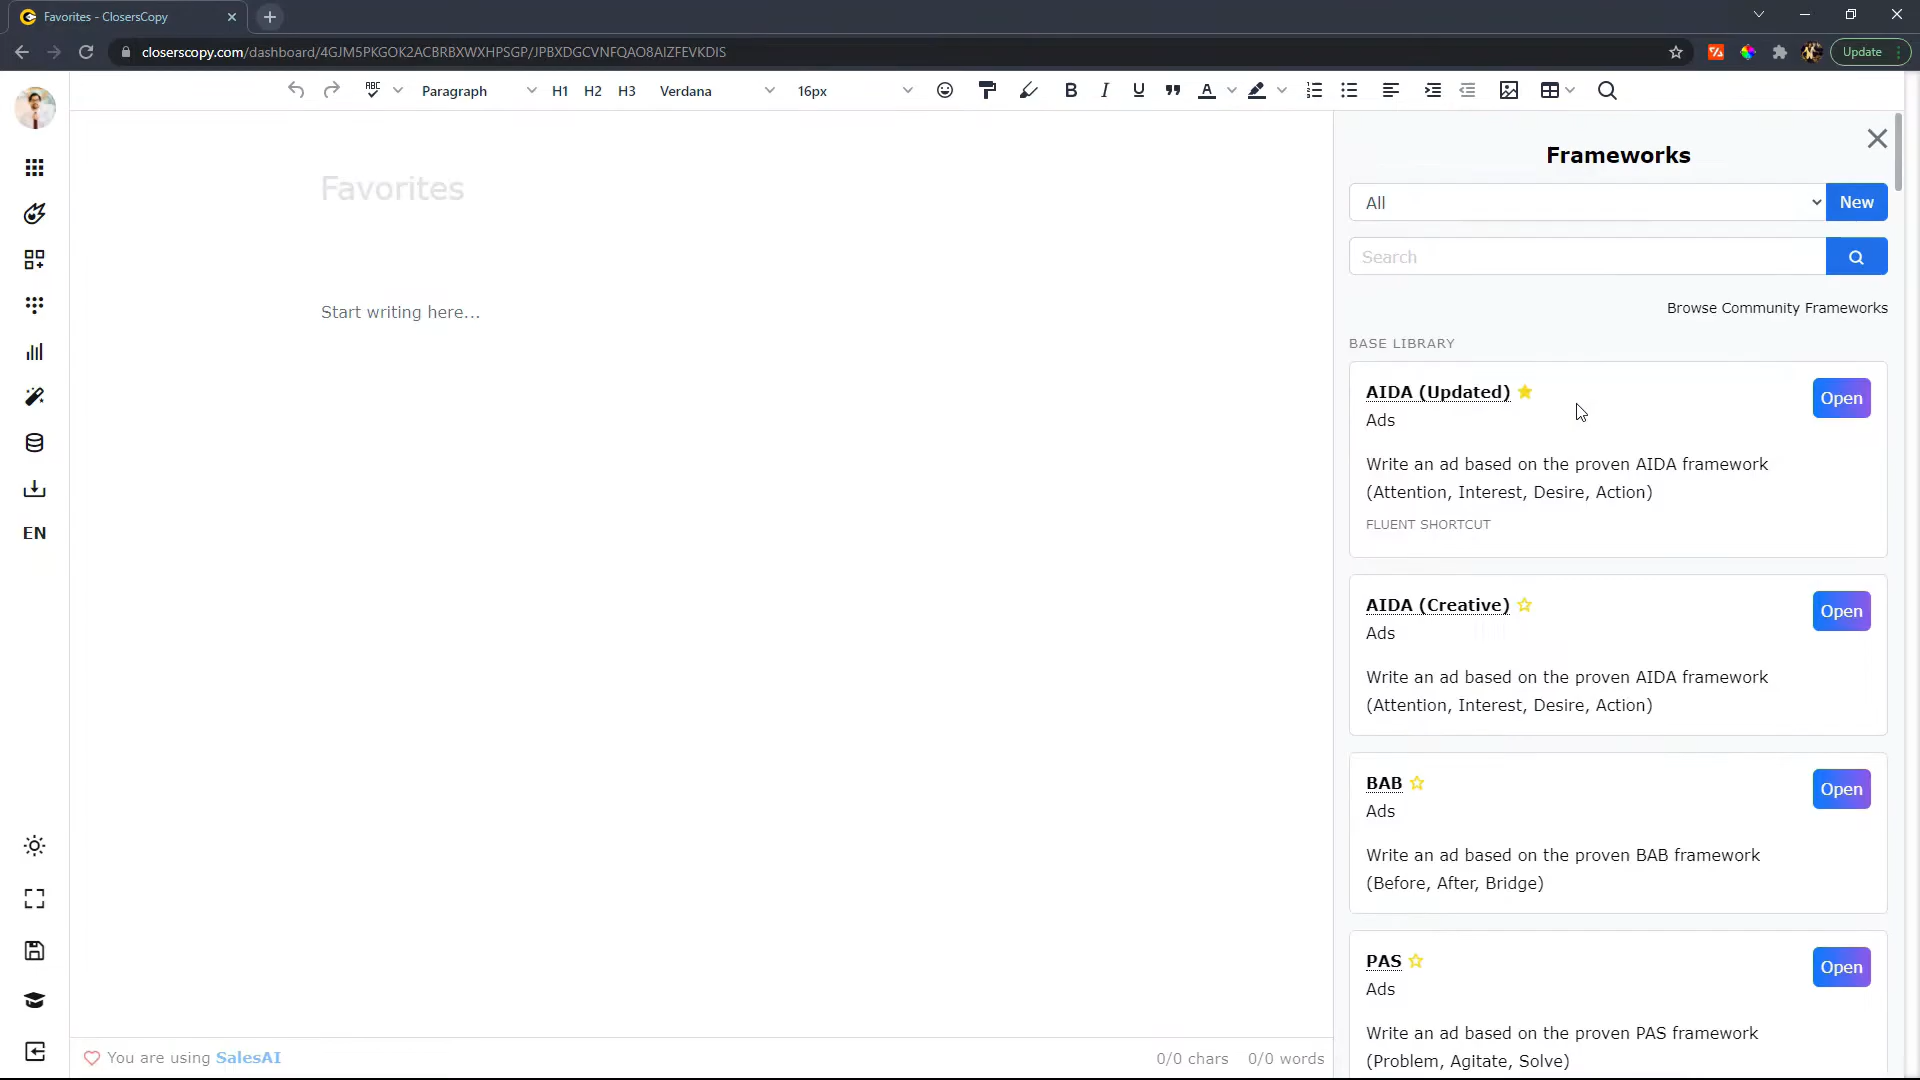 Favorites - ClosersCopy
closerscopy.com/dashboard/4GJM5PKGOK2ACBRBXWXHPSGP/JPBXDGCVNFQAO8AIZFEVKDIS
Update
ABC
Paragraph
H1
H2
H3
Verdana
16px
B
I
U
A
Favorites
Start writing here...
EN
You are using SalesAI
0/0 chars
0/0 words
Frameworks
All
New
Search
Browse Community Frameworks
BASE LIBRARY
AIDA (Updated)
Open
Ads
Write an ad based on the proven AIDA framework
(Attention, Interest, Desire, Action)
FLUENT SHORTCUT
AIDA (Creative)
Open
Ads
Write an ad based on the proven AIDA framework
(Attention, Interest, Desire, Action)
BAB
Open
Ads
Write an ad based on the proven BAB framework
(Before, After, Bridge)
PAS
Open
Ads
Write an ad based on the proven PAS framework
(Problem, Agitate, Solve)